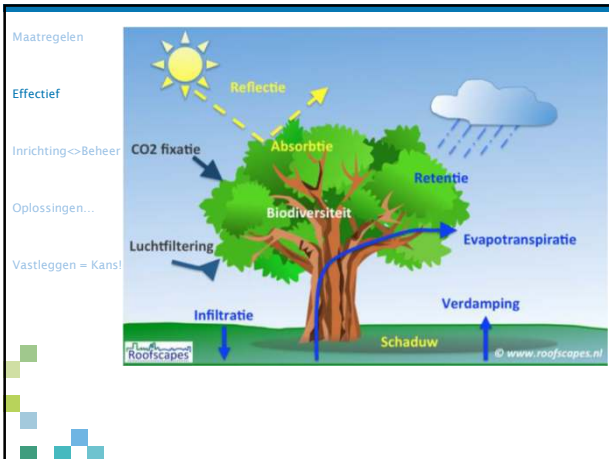 Maatregelen
Effectief
Inrichting<>Beheer
Oplossingen...
Vastleggen = Kans!
Reflectie
CO2 fixatie
Absorbtie
Retentie
Biodiversiteit
Luchtfiltering
Evapotranspiratie
Infiltratie
Verdamping
Schaduw
Roofscapes
© www.roofscapes.nl